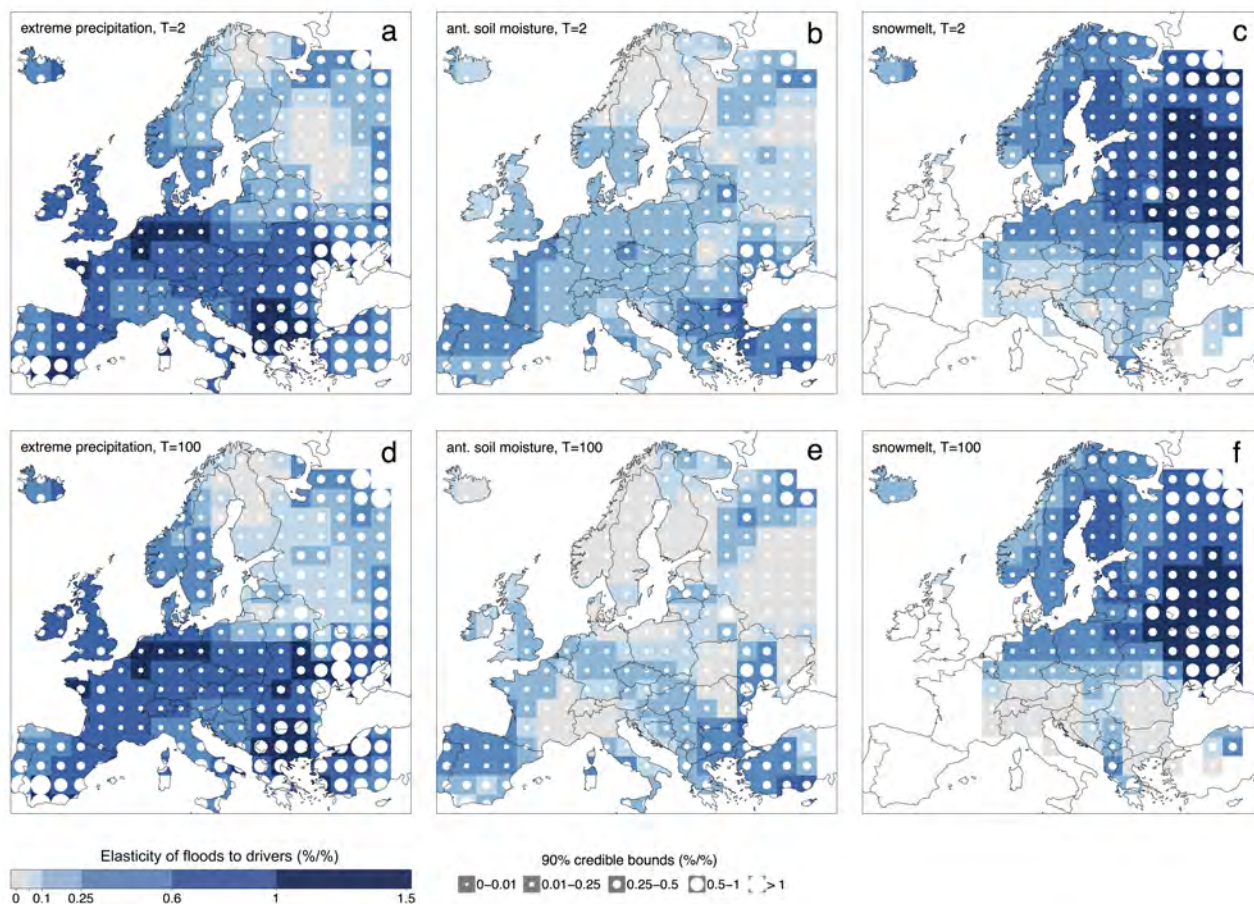 extreme precipitation, T=2
a
ant. soil moisture, T=2
b
snowmelt, T=2
c
extreme precipitation, T=100
d
ant. soil moisture, T=100
e
snowmelt, T=100
f
Elasticity of floods to drivers (%/%)
0 0.1 0.25 0.6 1 1.5
90% credible bounds (%/%)
0−0.01 0.01−0.25 0.25−0.5 0.5−1 > 1